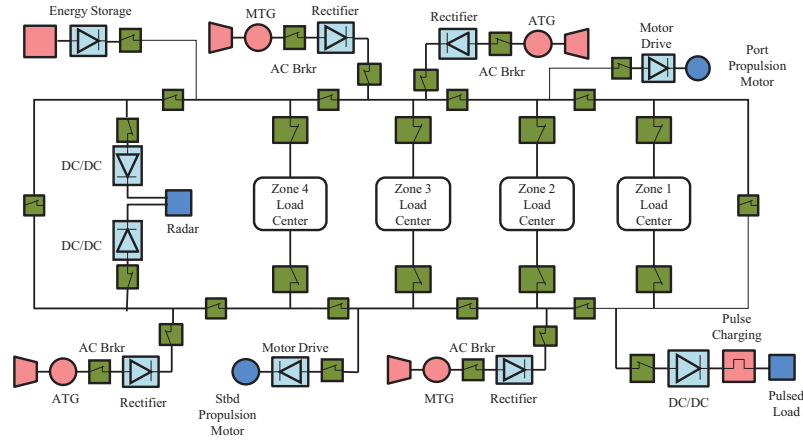 Energy Storage
MTG
Rectifier
AC Brkr
Rectifier
ATG
AC Brkr
Motor
Drive
Port
Propulsion
Motor
DC/DC
DC/DC
Radar
Zone 4
Load
Center
Zone 3
Load
Center
Zone 2
Load
Center
Zone 1
Load
Center
AC Brkr
ATG
Rectifier
Motor Drive
Stbd
Propulsion
Motor
AC Brkr
MTG
Rectifier
Pulse
Charging
DC/DC
Pulsed
Load